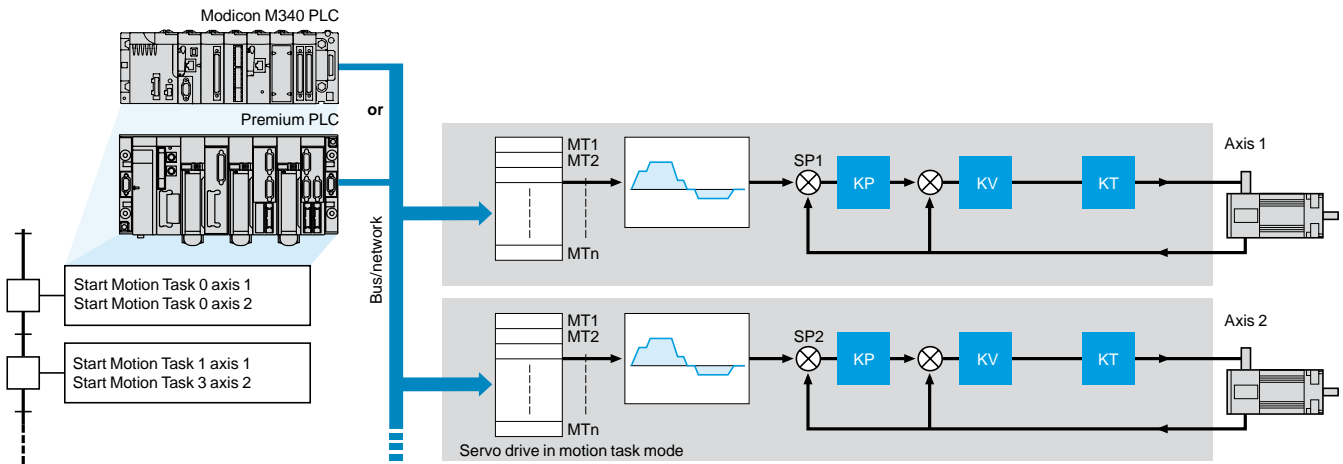 Modicon M340 PLC
or
Premium PLC
Bus/network
Start Motion Task 0 axis 1
Start Motion Task 0 axis 2
Start Motion Task 1 axis 1
Start Motion Task 3 axis 2
MT1
MT2
MTn
SP1
KP
KV
KT
Axis 1
MT1
MT2
MTn
SP2
KP
KV
KT
Axis 2
Servo drive in motion task mode